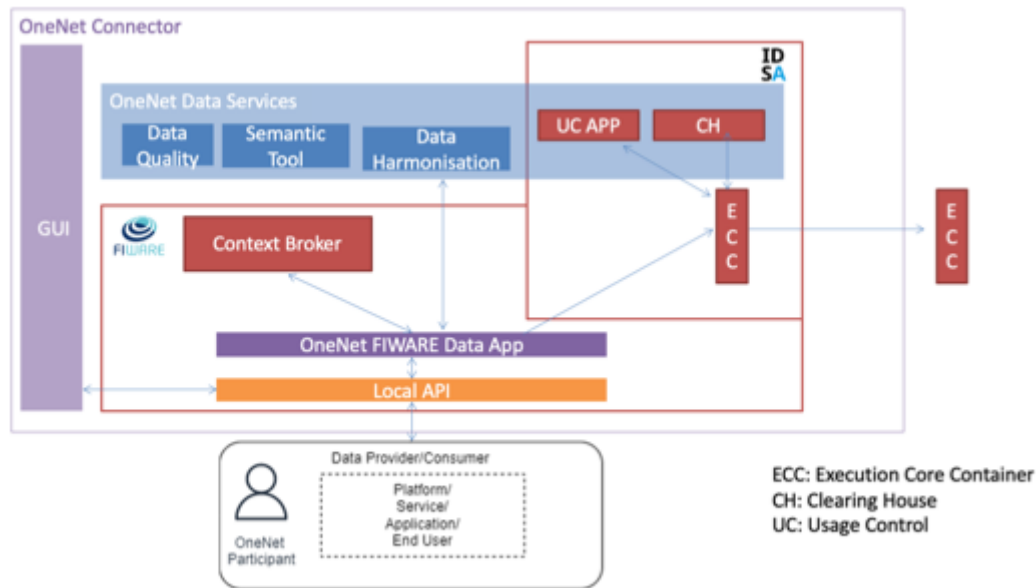 OneNet Connector
ID
SA
OneNet Data Services
Data
Quality
Semantic
Tool
Data
Harmonisation
UC APP
CH
GUI
FIWARE
Context Broker
E
C
C
E
C
C
OneNet FIWARE Data App
Local API
Data Provider/Consumer
Platform/
Service/
Application/
End User
OneNet
Participant
ECC: Execution Core Container
CH: Clearing House
UC: Usage Control